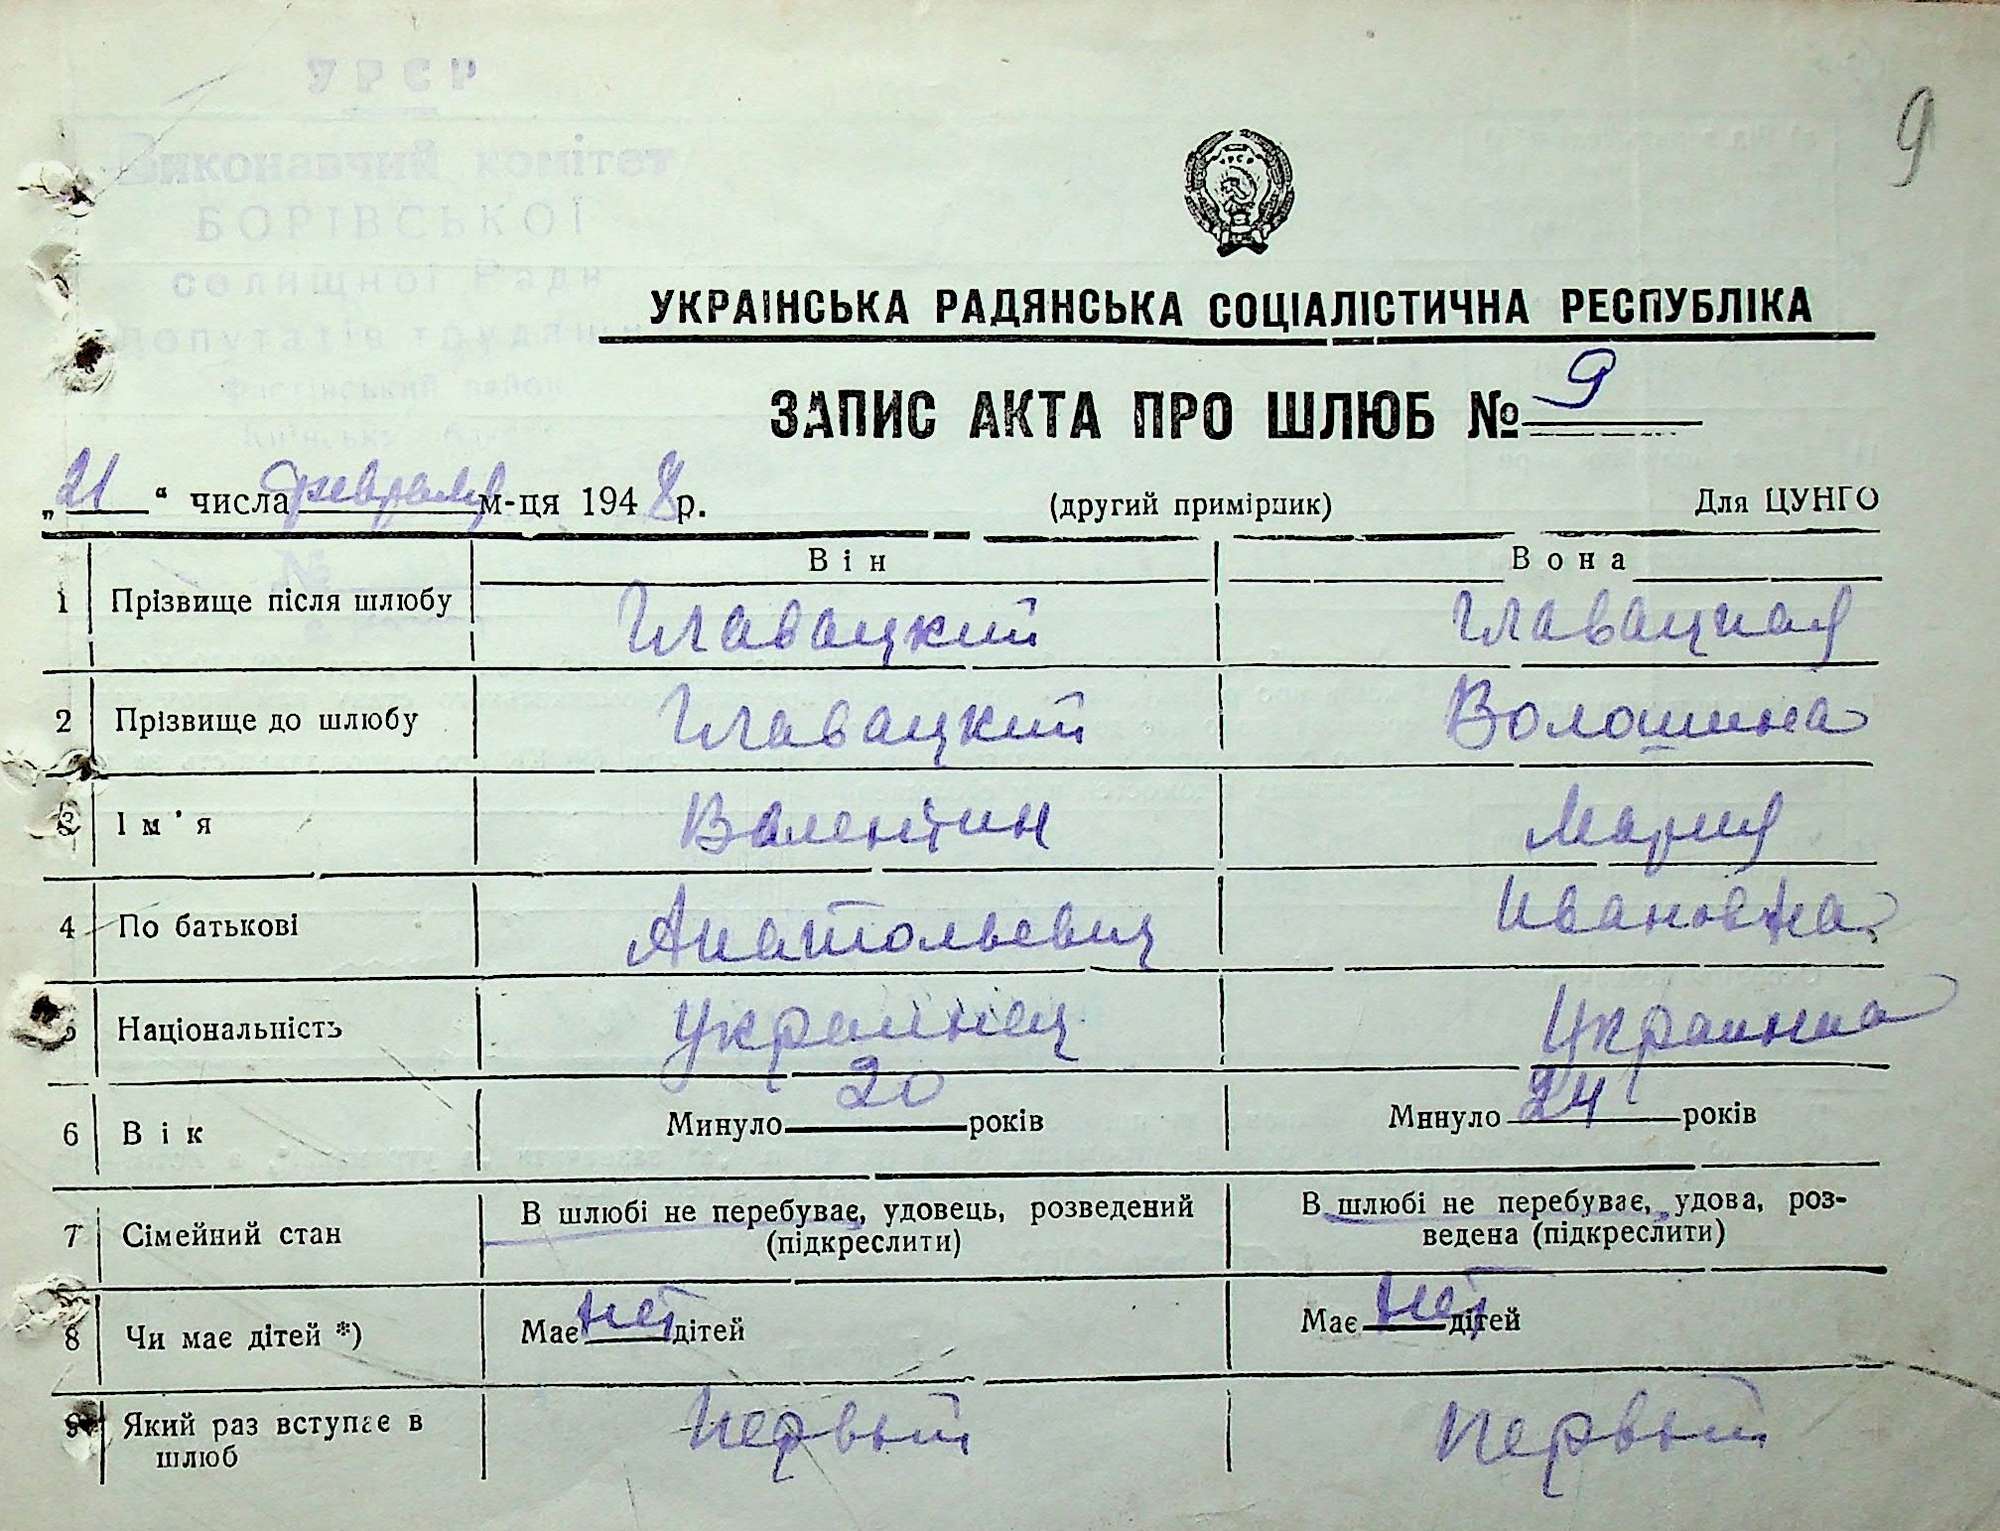 УРСР
Виконавчий комітет
БОРІВСЬКОЇ
селищної Ради
Депутатів трудящих
Фастівський район
9
УКРАЇНСЬКА РАДЯНСЬКА СОЦІАЛІСТИЧНА РЕСПУБЛІКА
ЗАПИС АКТА ПРО ШЛЮБ № 9
„21“ числа февраля м-ця 1948 р. (другий примірник) Для ЦУНГО
Він Вона
1 Прізвище після шлюбу Главацкий Главацкая
2 Прізвище до шлюбу Главацкий Волошина
3 Ім'я Валентин Мария
4 По батькові Анатольевич Ивановна
5 Національність украинец Украинка
6 Вік Минуло 20 років Минуло 24 років
7 Сімейний стан В шлюбі не перебуває, удовець, розведений (підкреслити) В шлюбі не перебуває, удова, роз-
ведена (підкреслити)
8 Чи має дітей *) Має нет дітей Має нет дітей
9 Який раз вступає в шлюб первый первый